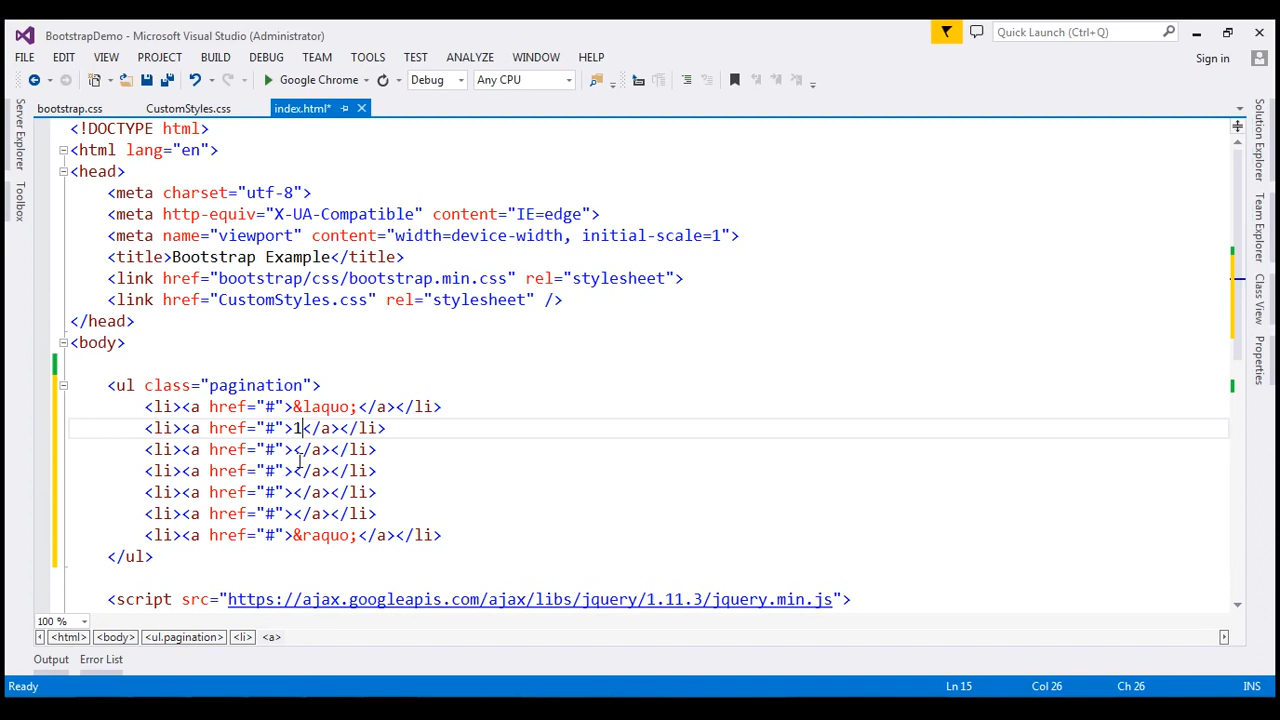 BootstrapDemo - Microsoft Visual Studio (Administrator)
Quick Launch (Ctrl+Q)
FILE EDIT VIEW PROJECT BUILD DEBUG TEAM TOOLS TEST ANALYZE WINDOW HELP
Sign in
Google Chrome Debug Any CPU
bootstrap.css CustomStyles.css index.html*
Server Explorer
Toolbox
Solution Explorer
Team Explorer
Class View
Properties
<!DOCTYPE html>
<html lang="en">
<head>
<meta charset="utf-8">
<meta http-equiv="X-UA-Compatible" content="IE=edge">
<meta name="viewport" content="width=device-width, initial-scale=1">
<title>Bootstrap Example</title>
<link href="bootstrap/css/bootstrap.min.css" rel="stylesheet">
<link href="CustomStyles.css" rel="stylesheet" />
</head>
<body>
<ul class="pagination">
<li><a href="#">&laquo;</a></li>
<li><a href="#">1</a></li>
<li><a href="#"></a></li>
<li><a href="#"></a></li>
<li><a href="#"></a></li>
<li><a href="#"></a></li>
<li><a href="#">&raquo;</a></li>
</ul>
<script src="https://ajax.googleapis.com/ajax/libs/jquery/1.11.3/jquery.min.js">
100 %
<html> <body> <ul.pagination> <li> <a>
Output Error List
Ready Ln 15 Col 26 Ch 26 INS